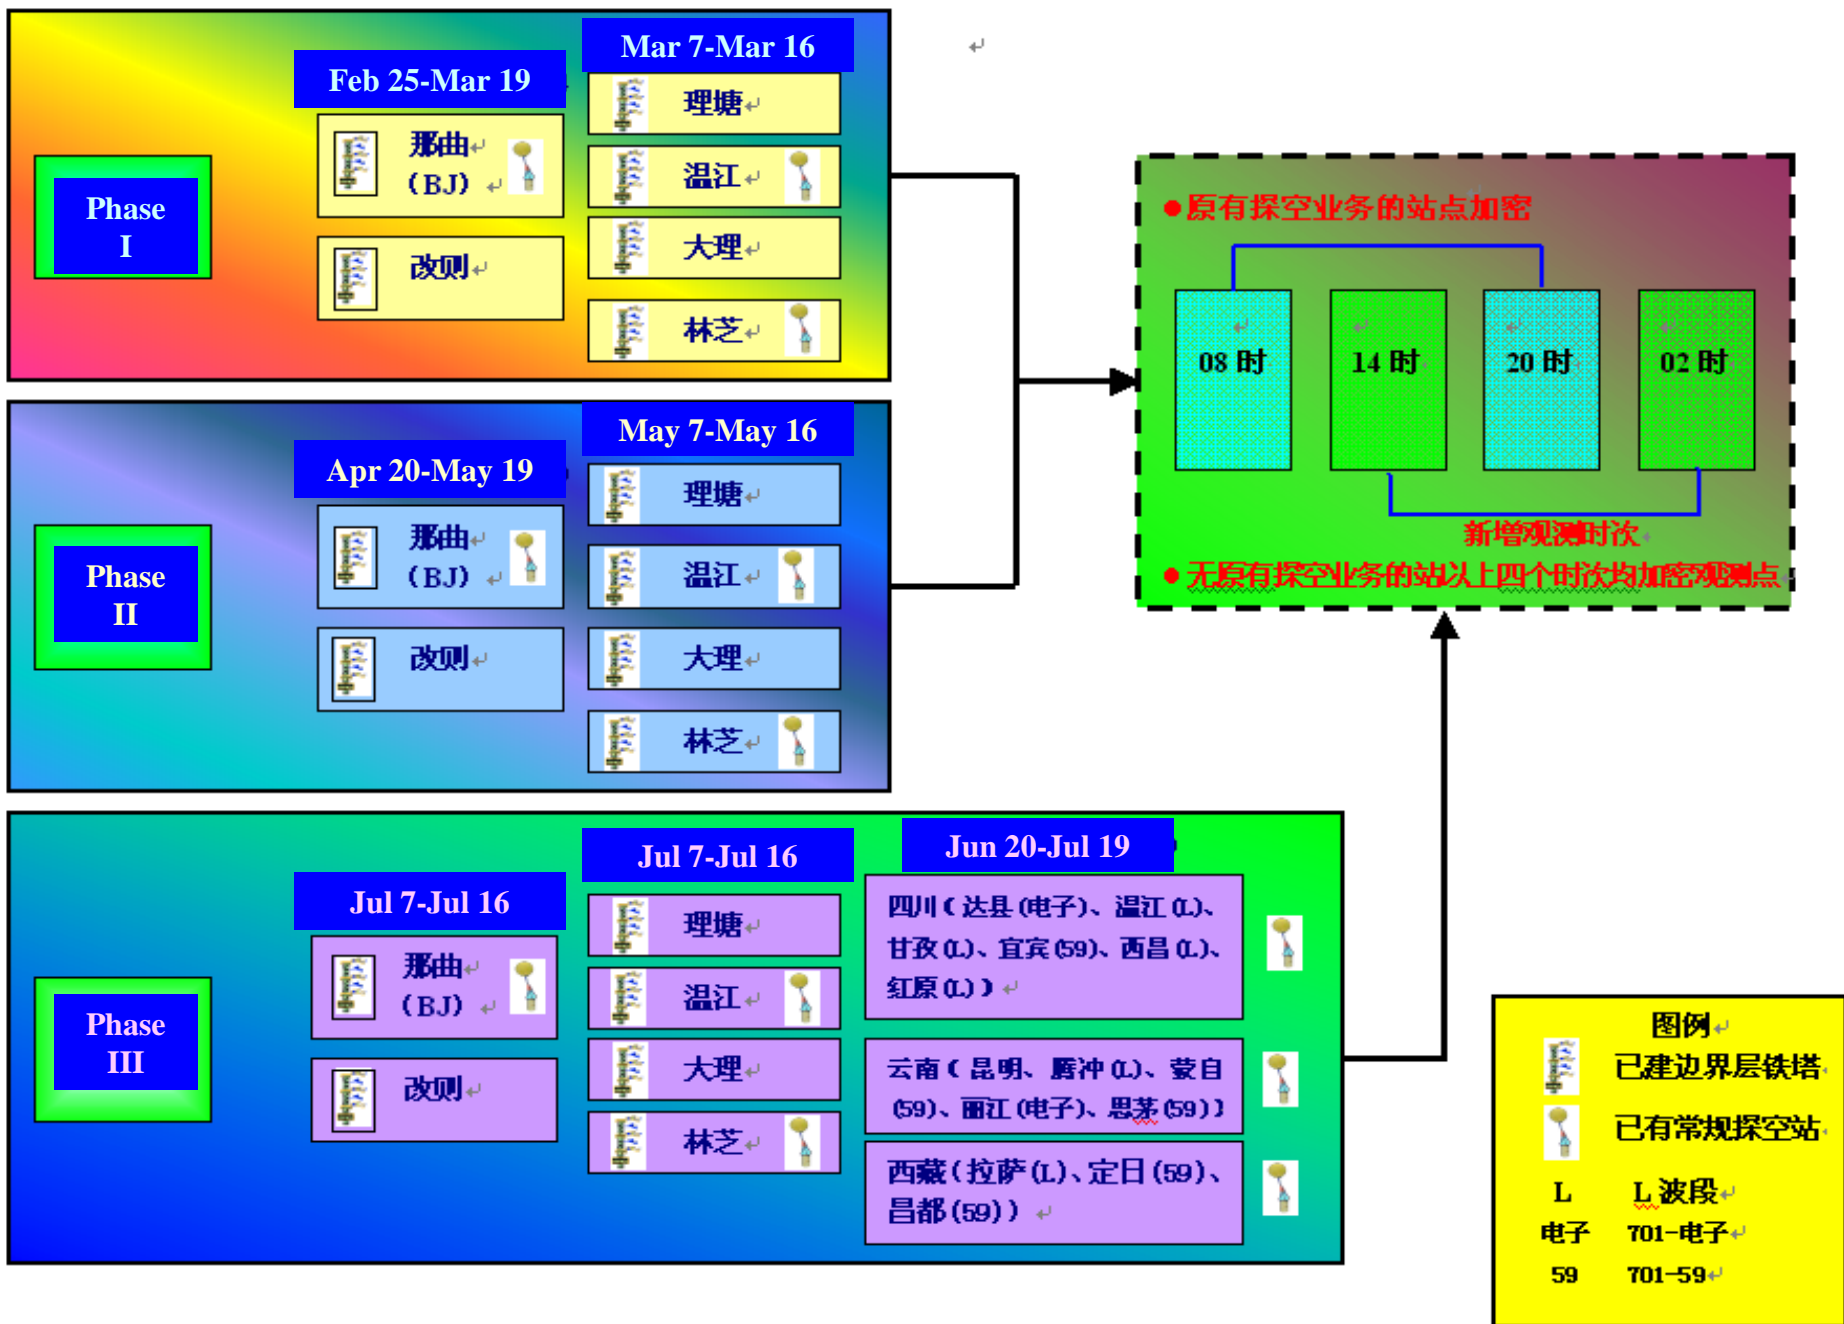 Phase
I
Feb 25-Mar 19
那曲
(BJ)
改则
Mar 7-Mar 16
理塘
温江
大理
林芝
Phase
II
Apr 20-May 19
那曲
(BJ)
改则
May 7-May 16
理塘
温江
大理
林芝
Phase
III
Jul 7-Jul 16
那曲
(BJ)
改则
Jul 7-Jul 16
理塘
温江
大理
林芝
Jun 20-Jul 19
四川(达县(电子)、温江(L)、
甘孜(L)、宜宾(59)、西昌(L)、
红原(L))
云南(昆明、腾冲(L)、蒙自
(59)、丽江(电子)、思茅(59))
西藏(拉萨(L)、定日(59)、
昌都(59))
●原有探空业务的站点加密
08 时
14 时
20 时
02 时
新增观测时次
●无原有探空业务的站以上四个时次均加密观测点
图例
已建边界层铁塔
已有常规探空站
L L 波段
电子 701-电子
59 701-59